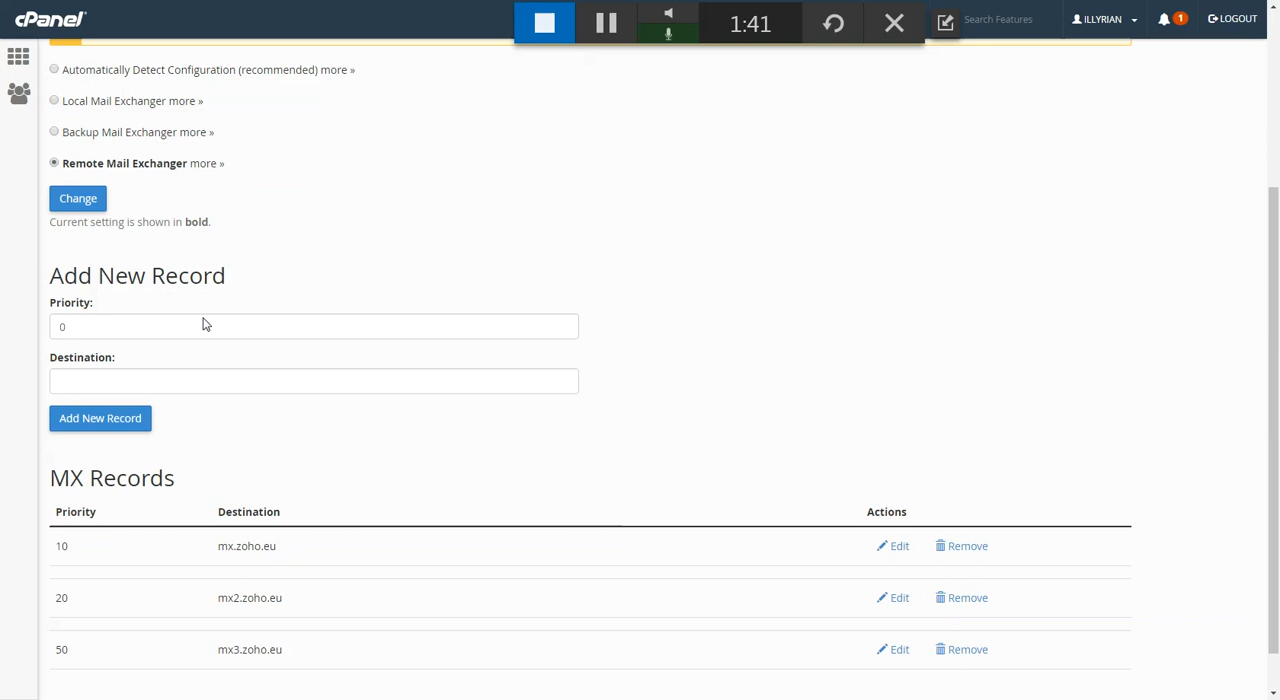 cPanel
1:41
Search Features
ILLYRIAN
1
LOGOUT
Automatically Detect Configuration (recommended) more »
Local Mail Exchanger more »
Backup Mail Exchanger more »
Remote Mail Exchanger more »
Change
Current setting is shown in bold.
Add New Record
Priority:
0
Destination:
Add New Record
MX Records
Priority Destination Actions
10 mx.zoho.eu Edit Remove
20 mx2.zoho.eu Edit Remove
50 mx3.zoho.eu Edit Remove